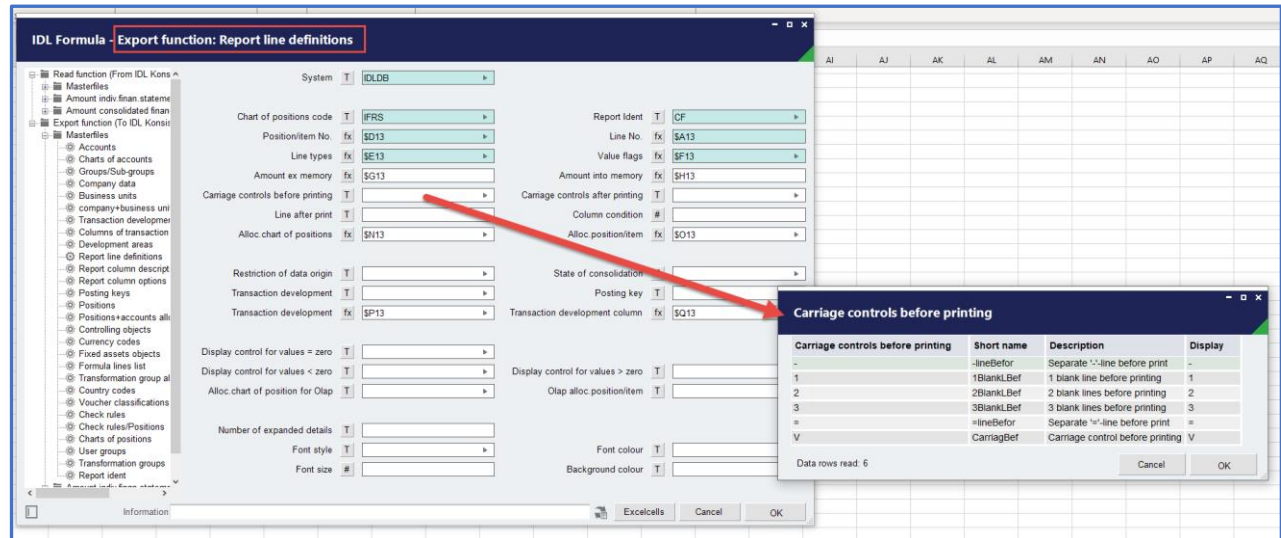 IDL Formula - Export function: Report line definitions
AI AJ AK AL AM AN AO AP AQ
Read function (From IDL Kons
Masterfiles
Amount indiv.finan.stateme
Amount consolidated finan
Export function (To IDL Konsis
Masterfiles
Accounts
Charts of accounts
Groups/Sub-groups
Company data
Business units
company+business uni
Transaction developmer
Columns of transaction
Development areas
Report line definitions
Report column descript
Report column options
Posting keys
Positions
Positions+accounts allo
Controlling objects
Currency codes
Fixed assets objects
Formula lines list
Transformation group al
Country codes
Voucher classifications
Check rules
Check rules/Positions
Charts of positions
User groups
Transformation groups
Report ident
System T IDLDB
Chart of positions code T IFRS Report Ident T CF
Position/item No. fx $D13 Line No. fx $A13
Line types fx $E13 Value flags fx $F13
Amount ex memory fx $G13 Amount into memory fx $H13
Carriage controls before printing T Carriage controls after printing T
Line after print T Column condition #
Alloc.chart of positions fx $N13 Alloc.position/item fx $O13
Restriction of data origin T State of consolidation
Transaction development T Posting key T
Transaction development fx $P13 Transaction development column fx $Q13
Display control for values = zero T
Display control for values < zero T Display control for values > zero T
Alloc.chart of position for Olap T Olap alloc.position/item T
Number of expanded details T
Font style T Font colour T
Font size # Background colour T
Information Excelcells Cancel OK
Carriage controls before printing
Carriage controls before printing Short name Description Display
- -lineBefor Separate '-'-line before print -
1 1BlankLBef 1 blank line before printing 1
2 2BlankLBef 2 blank lines before printing 2
3 3BlankLBef 3 blank lines before printing 3
= =lineBefor Separate '='-line before print =
V CarriagBef Carriage control before printing V
Data rows read: 6 Cancel OK